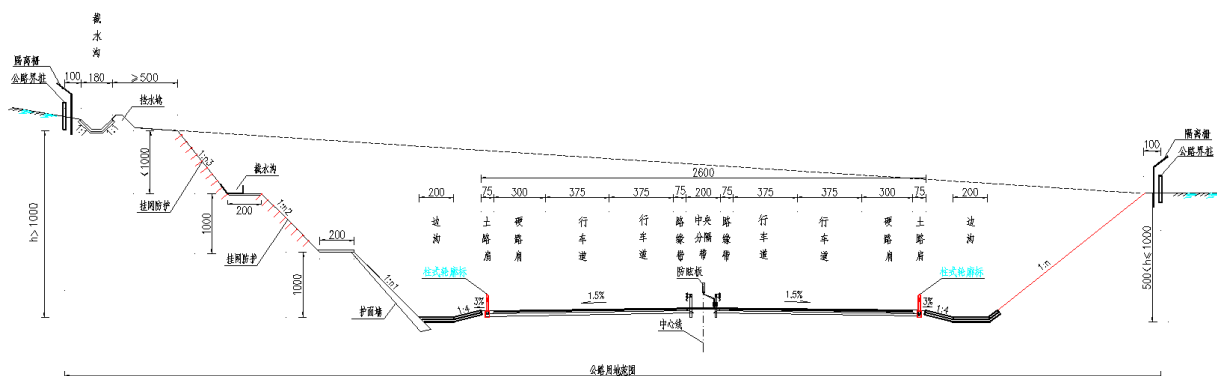 截水沟
隔离栅
公路界桩
100
180
≥500
挡水埝
1:n3
<1000
挂网防护
截水沟
200
1:n2
1000
挂网防护
h>1000
200
1:n1
1000
护面墙
2600
200
75
300
375
375
75
200
75
375
375
300
75
200
边沟
土路肩
硬路肩
行车道
行车道
路缘带
中央分隔带
路缘带
行车道
行车道
硬路肩
土路肩
边沟
柱式轮廓标
防眩板
柱式轮廓标
1:4
3%
1.5%
1.5%
3%
1:4
中心线
1:n
100
隔离栅
公路界桩
500<h≤1000
公路用地范围